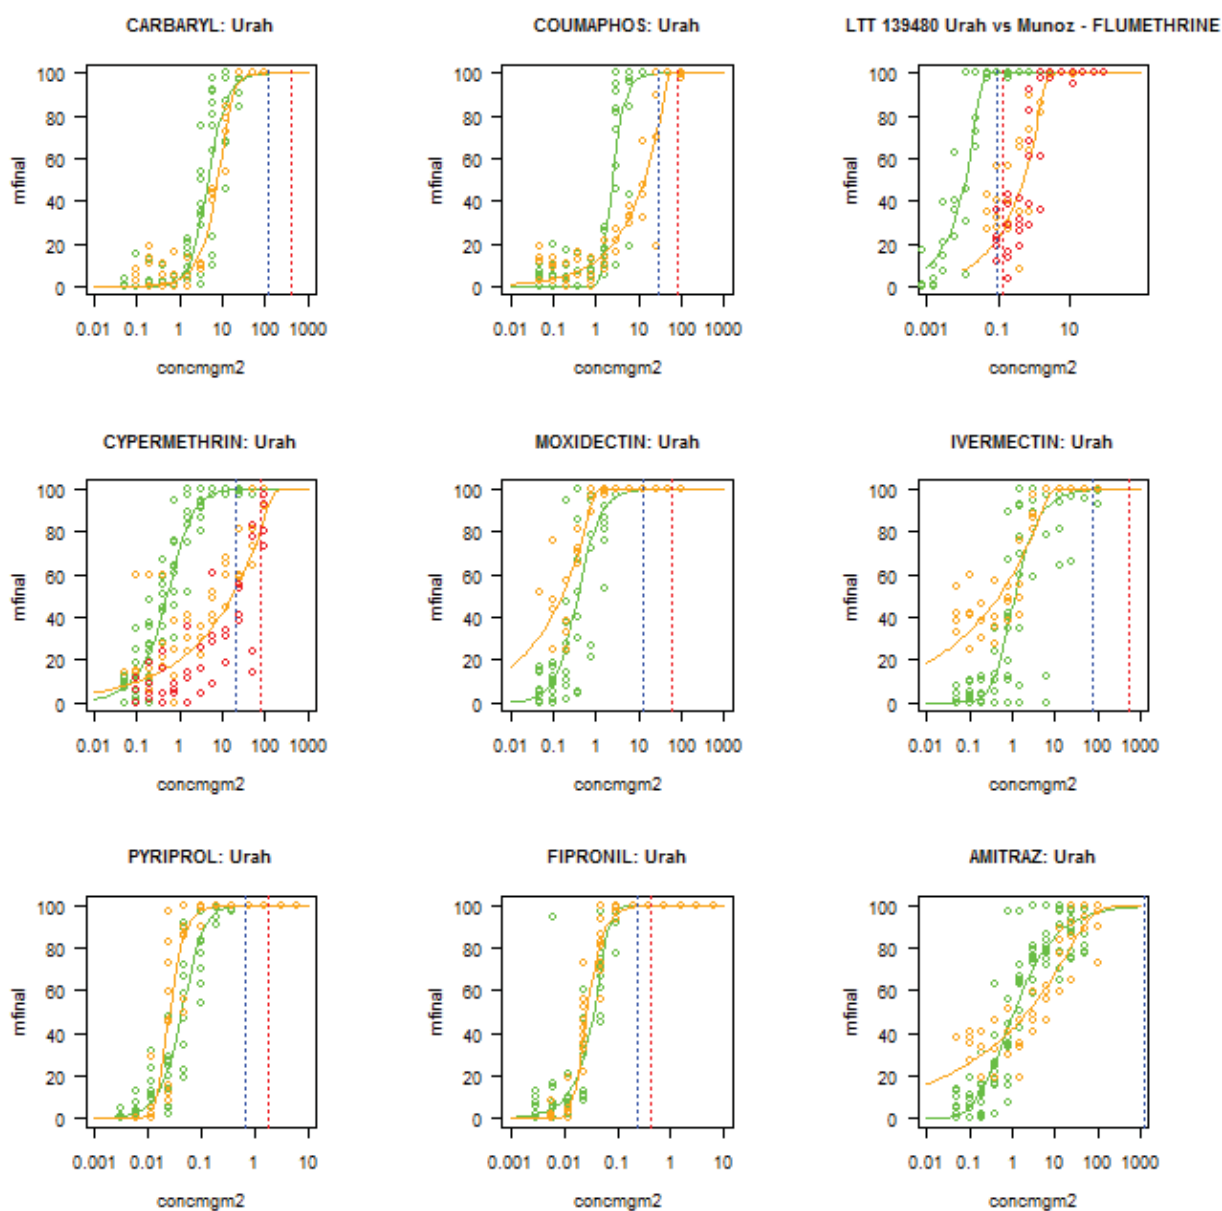 CARBARYL: Urah
COUMAPHOS: Urah
LTT 139480 Urah vs Munoz - FLUMETHRINE
mfinal
100
80
60
40
20
0
0.01 0.1 1 10 100 1000
concmgm2
mfinal
100
80
60
40
20
0
0.01 0.1 1 10 100 1000
concmgm2
mfinal
100
80
60
40
20
0
0.001 0.1 10
concmgm2
CYPERMETHRIN: Urah
MOXIDECTIN: Urah
IVERMECTIN: Urah
mfinal
100
80
60
40
20
0
0.01 0.1 1 10 100 1000
concmgm2
mfinal
100
80
60
40
20
0
0.01 0.1 1 10 100 1000
concmgm2
mfinal
100
80
60
40
20
0
0.01 0.1 1 10 100 1000
concmgm2
PYRIPROL: Urah
FIPRONIL: Urah
AMITRAZ: Urah
mfinal
100
80
60
40
20
0
0.001 0.01 0.1 1 10
concmgm2
mfinal
100
80
60
40
20
0
0.001 0.01 0.1 1 10
concmgm2
mfinal
100
80
60
40
20
0
0.01 0.1 1 10 100 1000
concmgm2